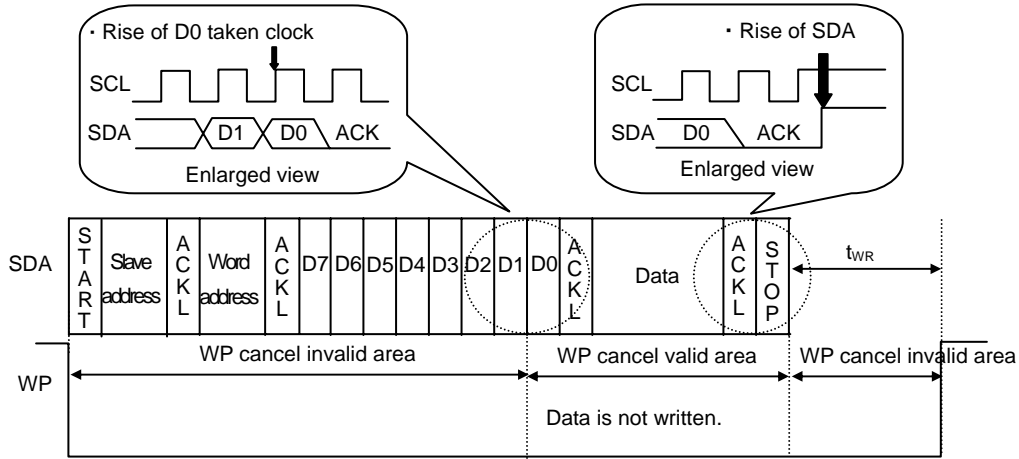 · Rise of D0 taken clock
SCL
SDA D1 D0 ACK
Enlarged view
· Rise of SDA
SCL
SDA D0 ACK
Enlarged view
SDA
START
Slave address
ACKL
Word address
ACKL
D7 D6 D5 D4 D3 D2 D1 D0
ACKL
Data
ACKL
STOP
tWR
WP cancel invalid area
WP cancel valid area
WP cancel invalid area
WP
Data is not written.